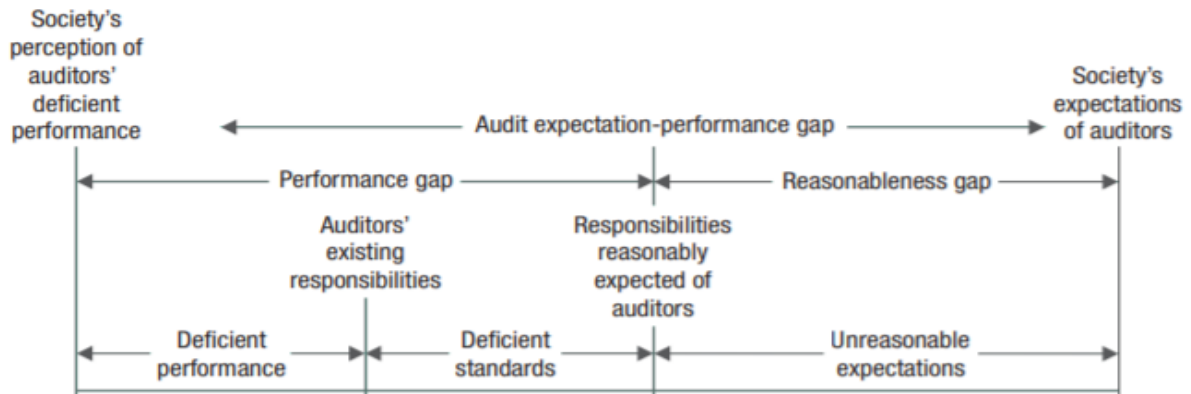 Society's
perception of
auditors'
deficient
performance
Society's
expectations
of auditors
Audit expectation-performance gap
Performance gap
Reasonableness gap
Auditors'
existing
responsibilities
Responsibilities
reasonably
expected of
auditors
Deficient
performance
Deficient
standards
Unreasonable
expectations